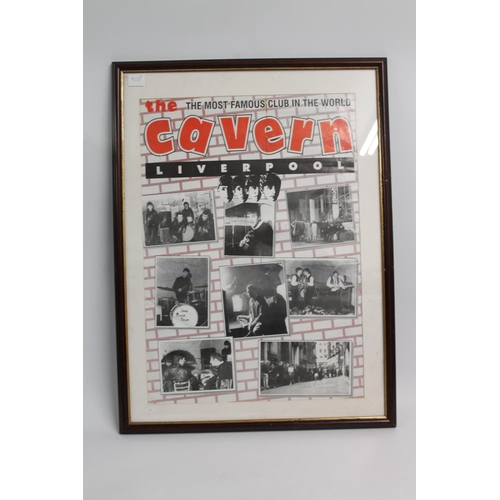 the THE MOST FAMOUS CLUB IN THE WORLD
cavern
LIVERPOOL